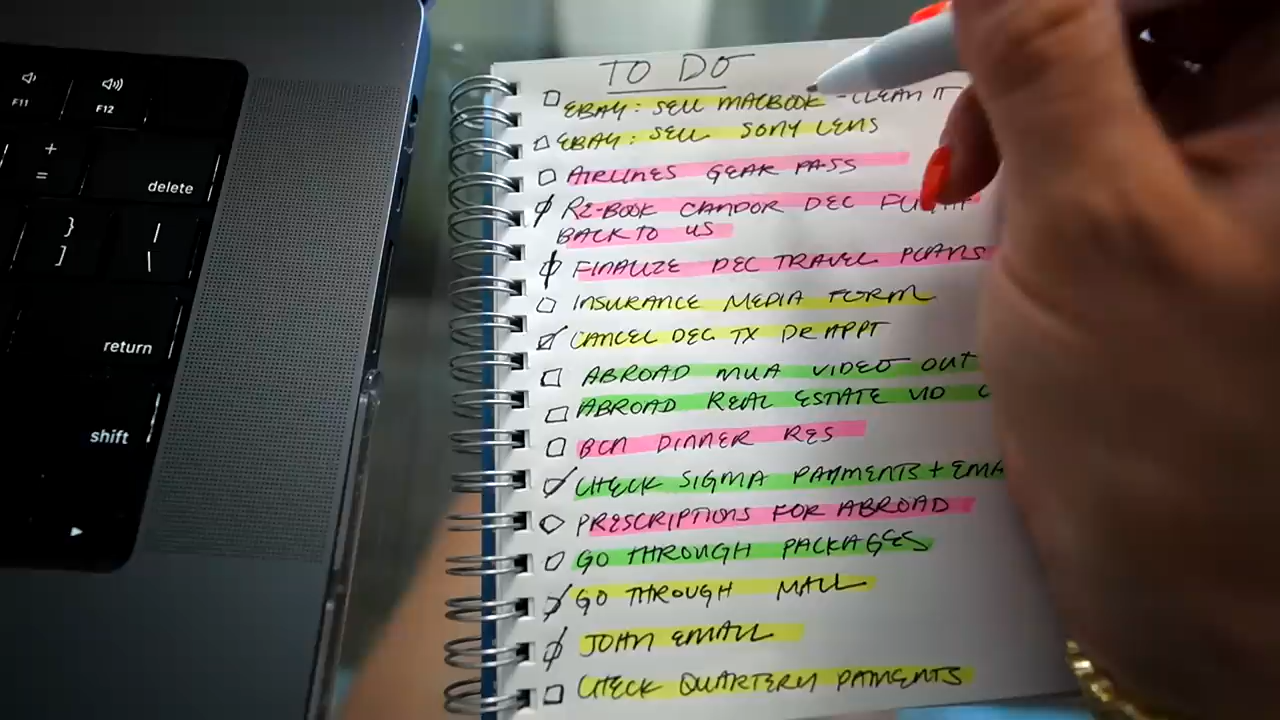 F11
F12
+
=
delete
}
]
|
\
return
shift
TO DO
EBAY: SELL MACBOOK - CLEAN IT
EBAY: SELL SONY LENS
AIRLINES GEAR PASS
RE-BOOK CANDOR DEC
BACK TO US
FINALIZE DEC TRAVEL PLANS
INSURANCE MEDIA FORM
CANCEL DEC TX DR APPT
ABROAD MUA VIDEO OUT
ABROAD REAL ESTATE VID
BCN DINNER RES
CHECK SIGMA PAYMENTS + EMA
PRESCRIPTIONS FOR ABROAD
GO THROUGH PACKAGES
GO THROUGH MAIL
JOHN EMAIL
CHECK QUARTERLY PAYMENTS